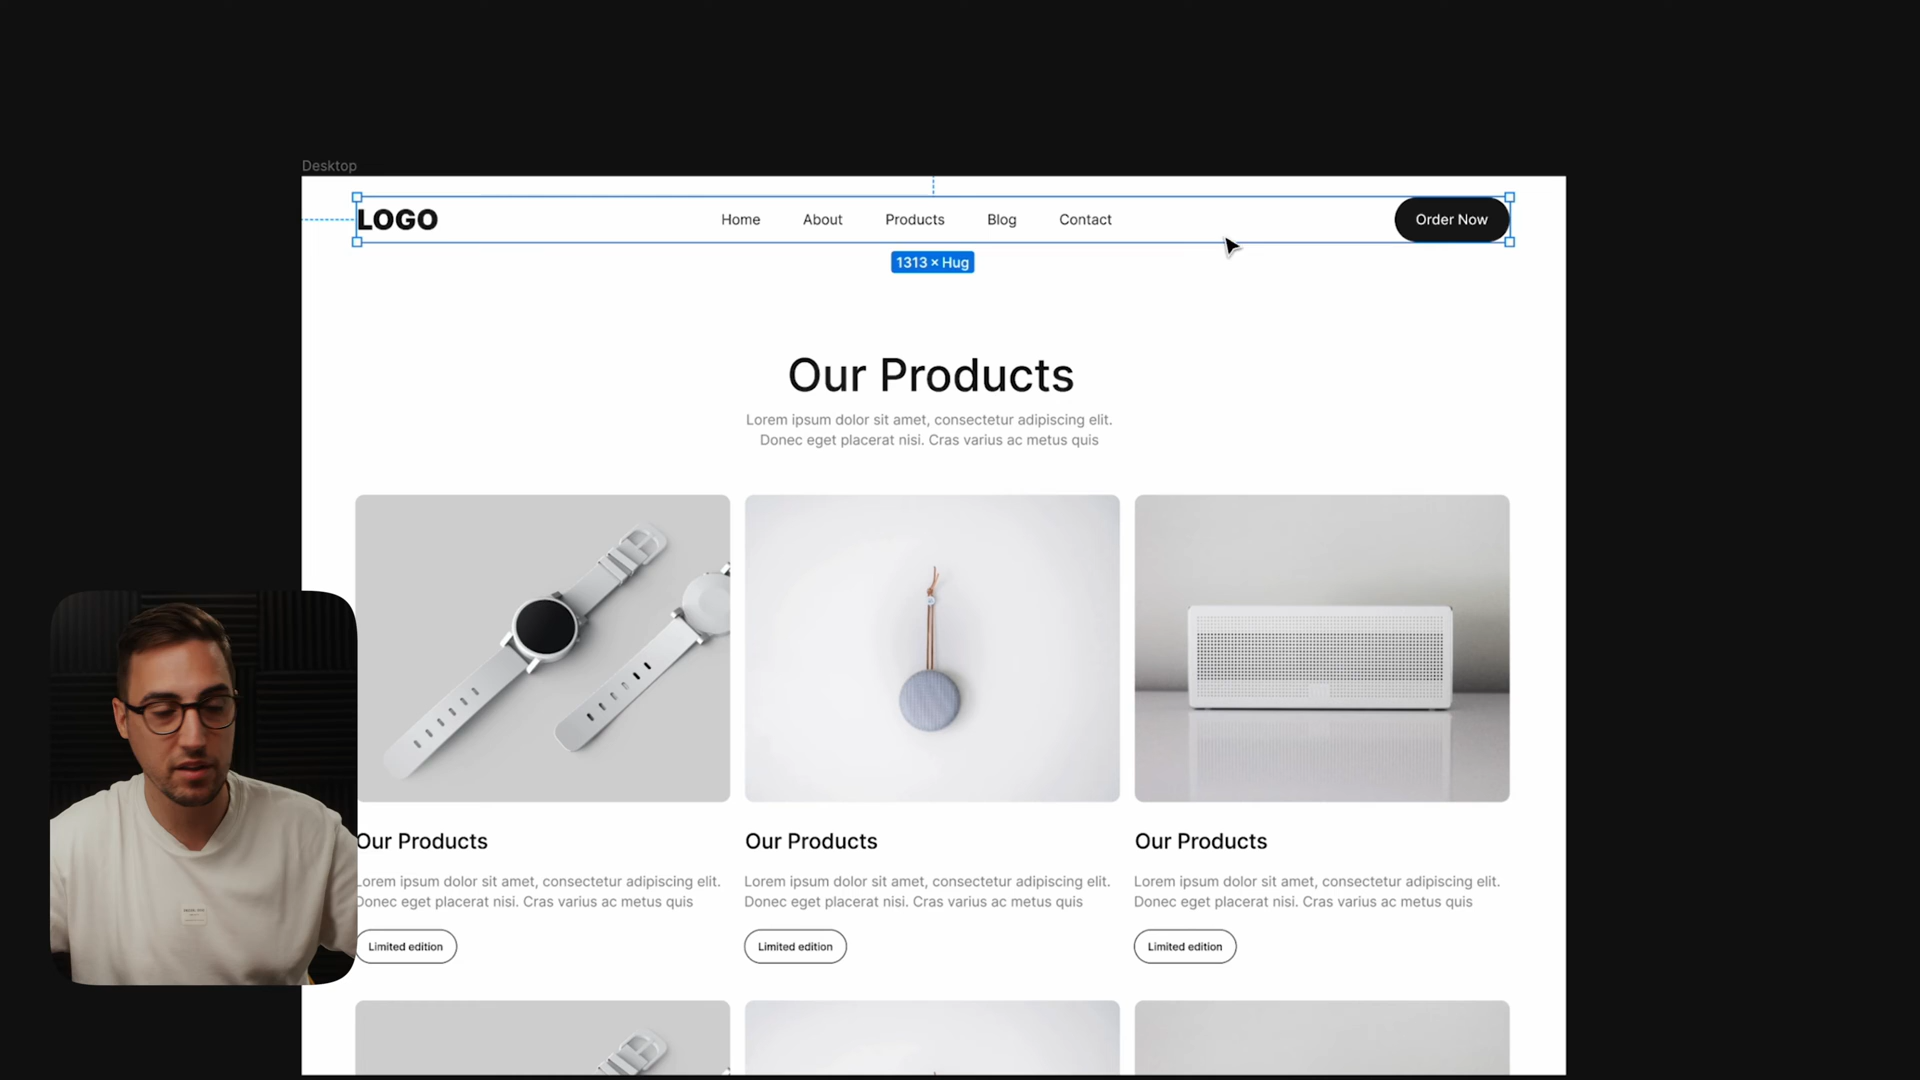 Desktop
LOGO
Home
About
Products
Blog
Contact
Order Now
1313 × Hug
Our Products
Lorem ipsum dolor sit amet, consectetur adipiscing elit.
Donec eget placerat nisi. Cras varius ac metus quis
Our Products
Lorem ipsum dolor sit amet, consectetur adipiscing elit.
Donec eget placerat nisi. Cras varius ac metus quis
Limited edition
Our Products
Lorem ipsum dolor sit amet, consectetur adipiscing elit.
Donec eget placerat nisi. Cras varius ac metus quis
Limited edition
Our Products
Lorem ipsum dolor sit amet, consectetur adipiscing elit.
Donec eget placerat nisi. Cras varius ac metus quis
Limited edition